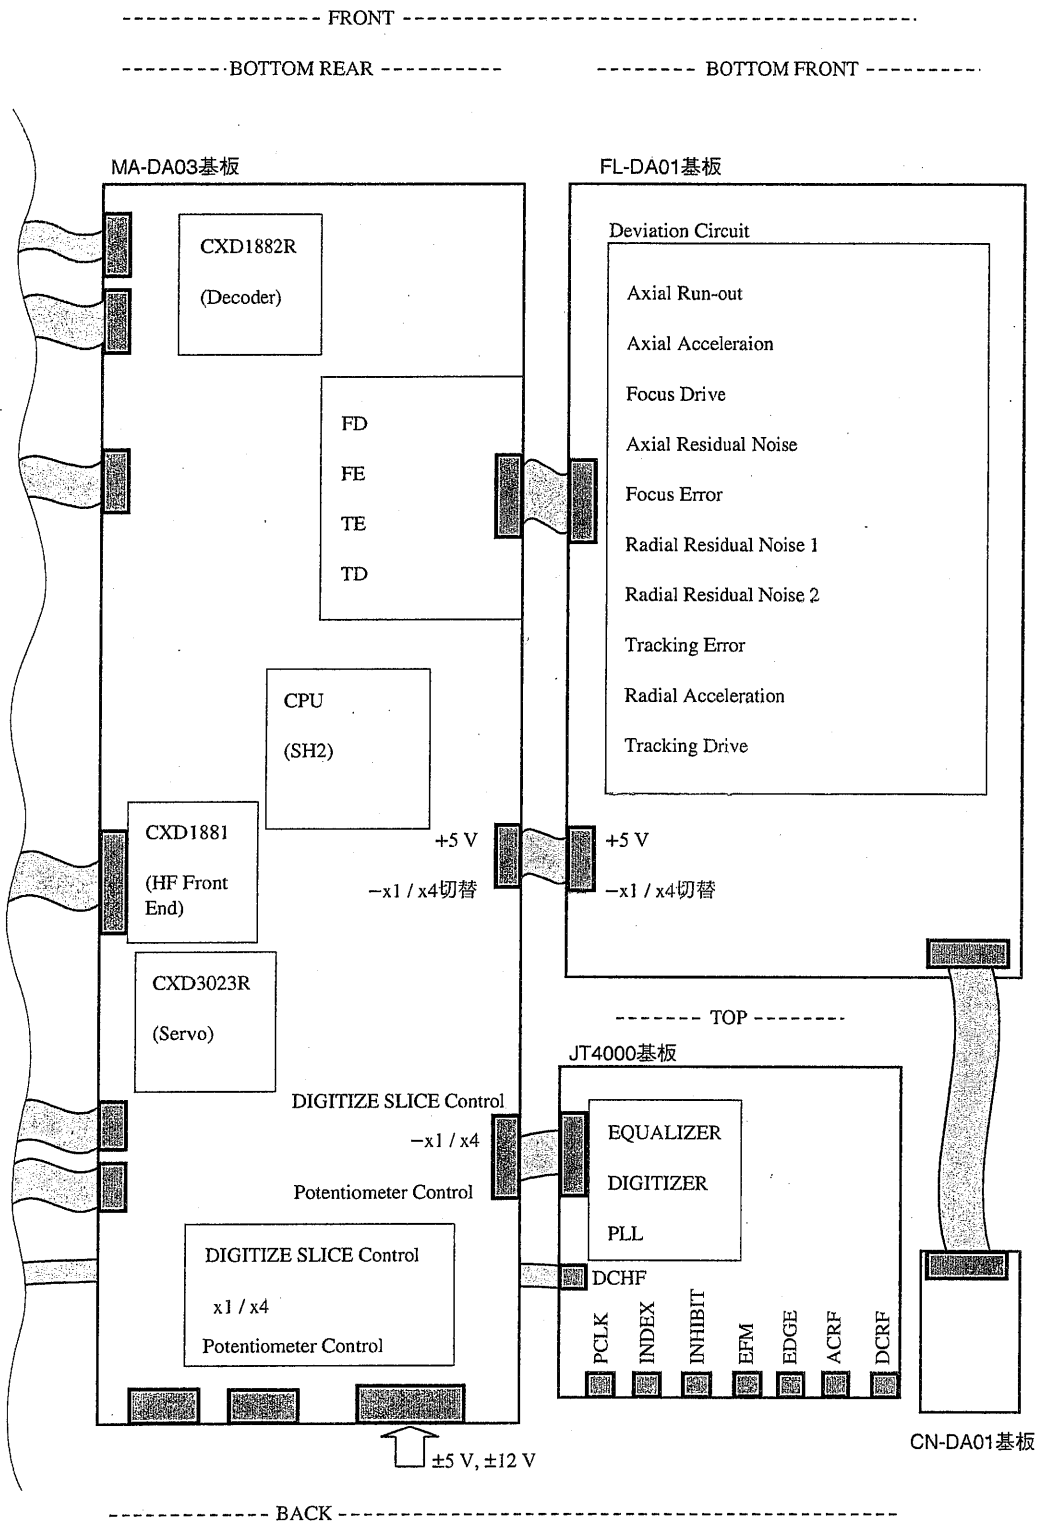 FRONT
BOTTOM REAR
BOTTOM FRONT
MA-DA03基板
CXD1882R
(Decoder)
FD
FE
TE
TD
CPU
(SH2)
CXD1881
(HF Front
End)
+5 V
−x1 / x4切替
CXD3023R
(Servo)
DIGITIZE SLICE Control
−x1 / x4
Potentiometer Control
DIGITIZE SLICE Control
x1 / x4
Potentiometer Control
±5 V, ±12 V
FL-DA01基板
Deviation Circuit
Axial Run-out
Axial Acceleraion
Focus Drive
Axial Residual Noise
Focus Error
Radial Residual Noise 1
Radial Residual Noise 2
Tracking Error
Radial Acceleration
Tracking Drive
+5 V
−x1 / x4切替
TOP
JT4000基板
EQUALIZER
DIGITIZER
PLL
DCHF
PCLK
INDEX
INHIBIT
EFM
EDGE
ACRF
DCRF
CN-DA01基板
BACK